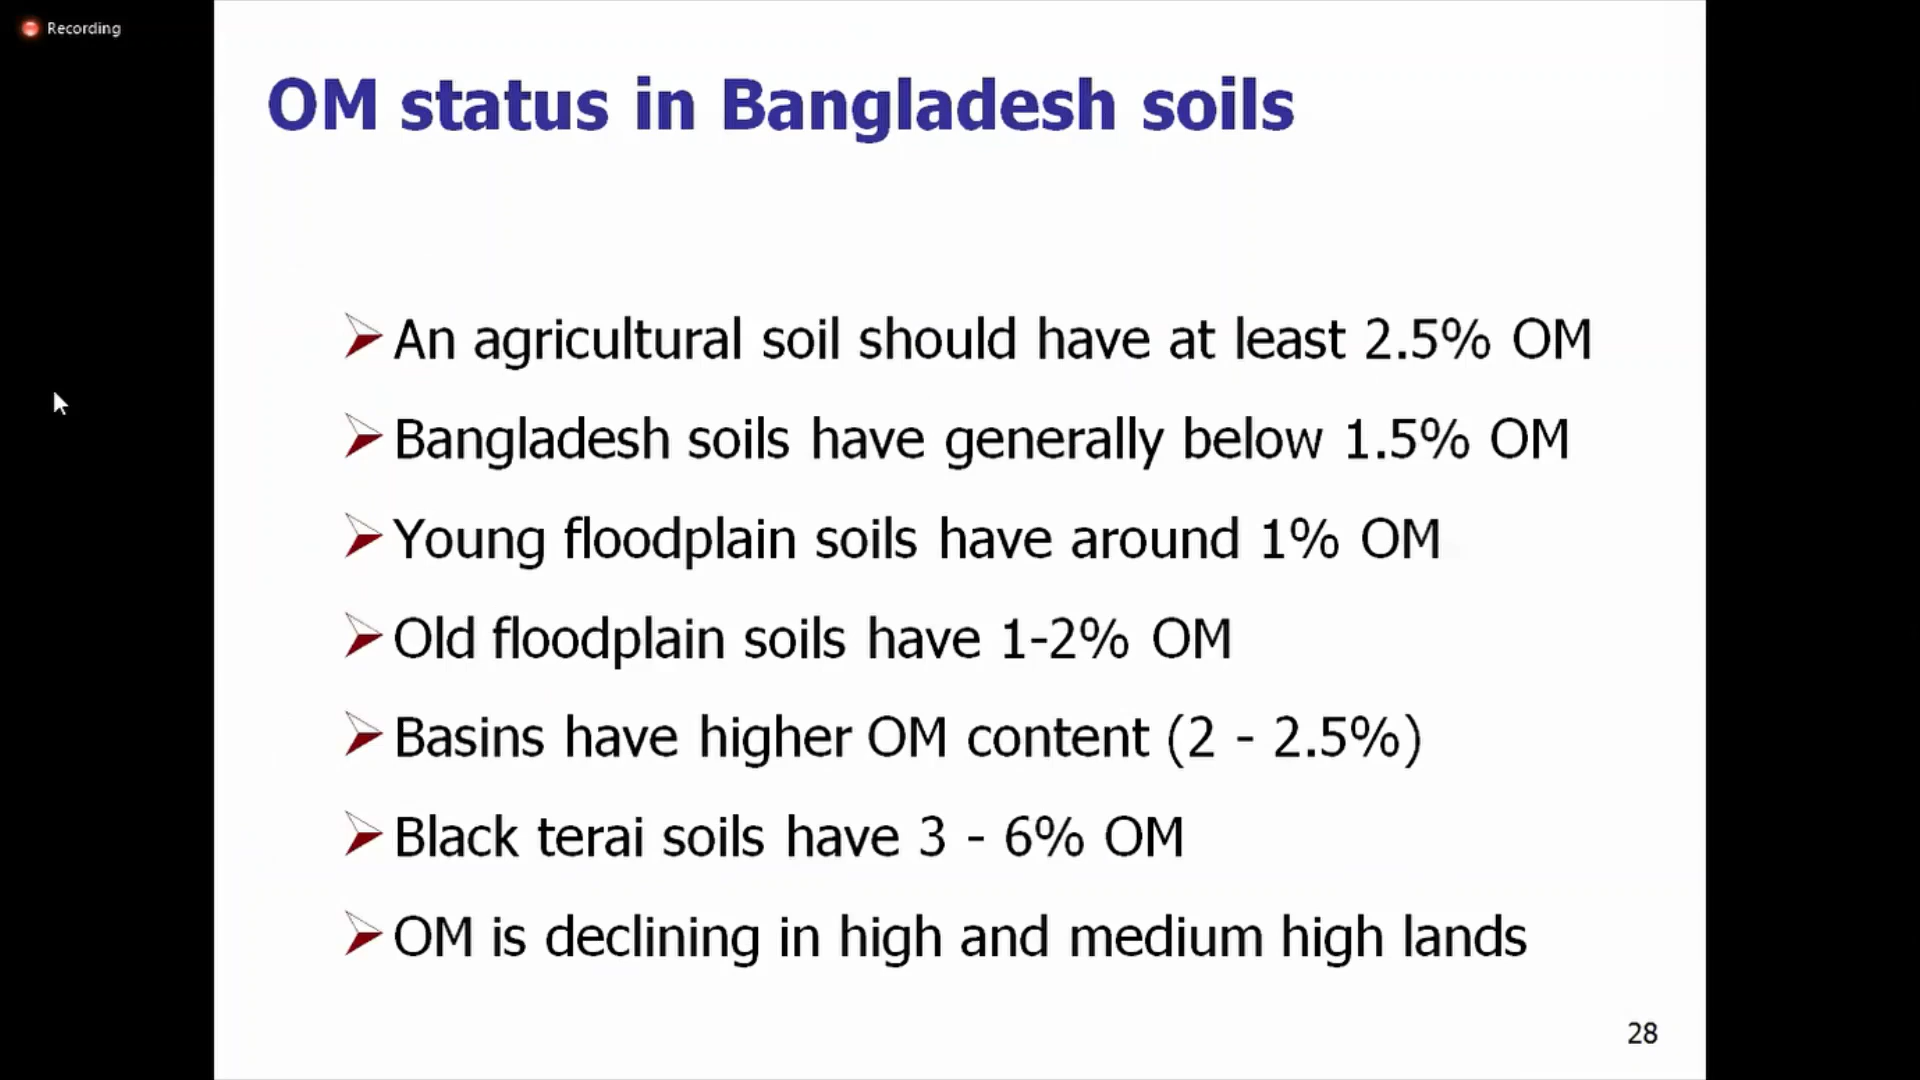 Recording
OM status in Bangladesh soils
An agricultural soil should have at least 2.5% OM
Bangladesh soils have generally below 1.5% OM
Young floodplain soils have around 1% OM
Old floodplain soils have 1-2% OM
Basins have higher OM content (2 - 2.5%)
Black terai soils have 3 - 6% OM
OM is declining in high and medium high lands
28